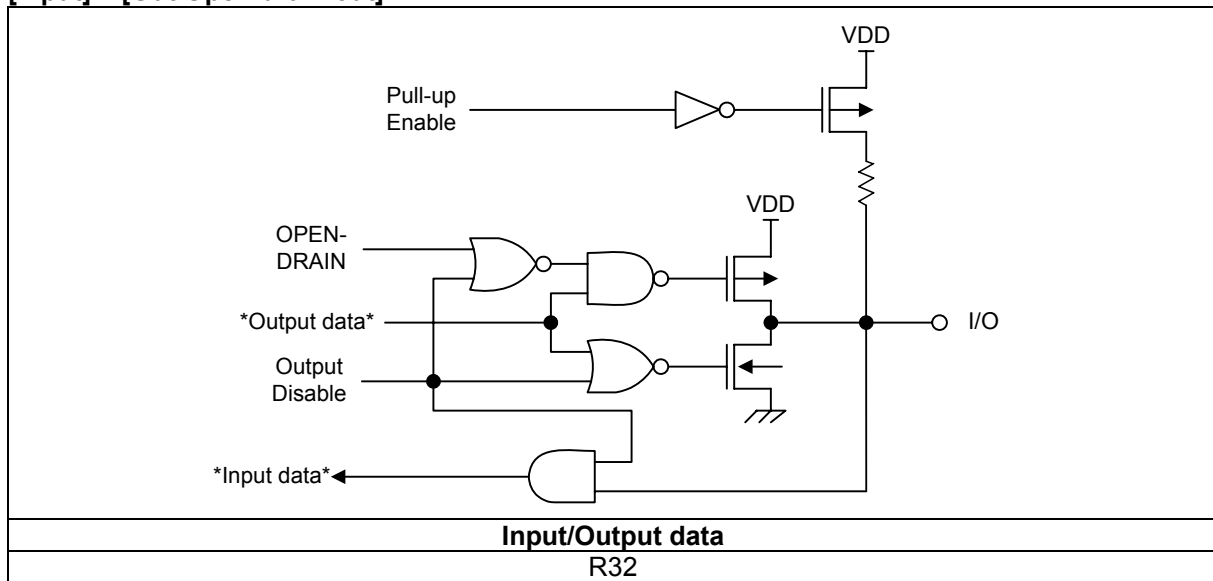 VDD
Pull-up
Enable
VDD
OPEN-
DRAIN
*Output data*
I/O
Output
Disable
*Input data*
Input/Output data
R32